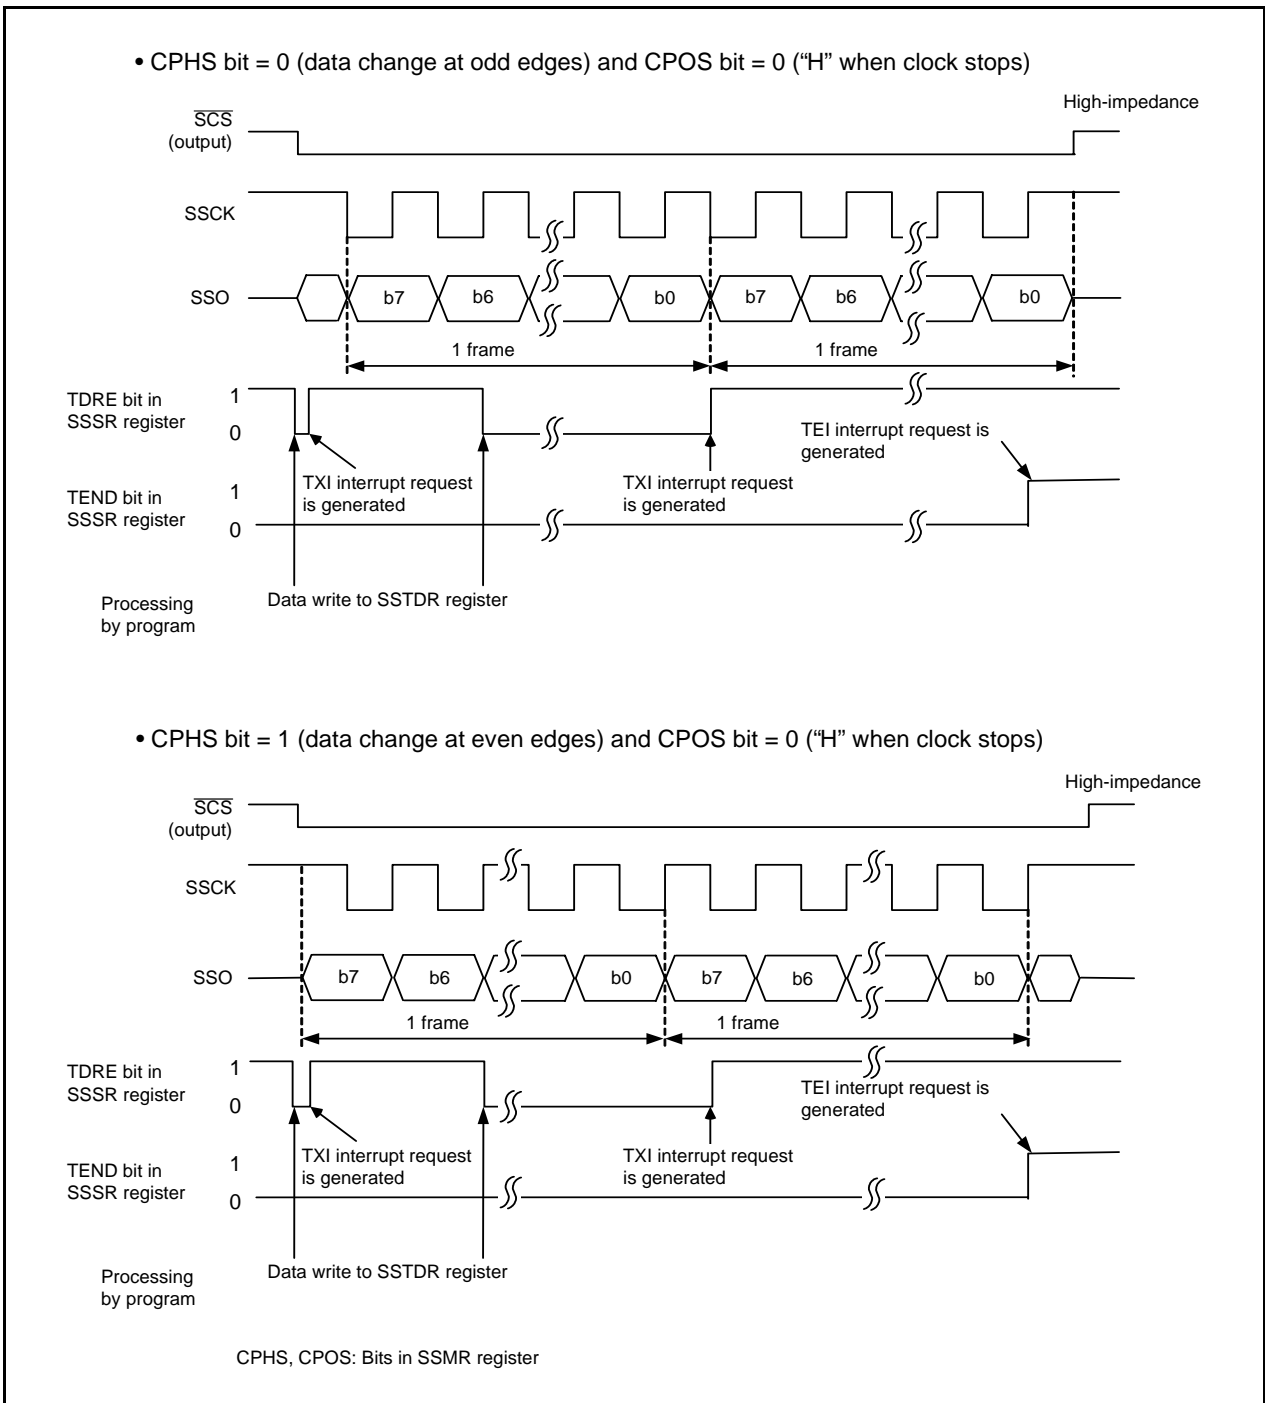 • CPHS bit = 0 (data change at odd edges) and CPOS bit = 0 (“H” when clock stops)
High-impedance
SCS
(output)
SSCK
SSO
b7
b6
b0
b7
b6
b0
1 frame
1 frame
TDRE bit in
SSSR register
1
0
TEI interrupt request is
generated
TXI interrupt request
is generated
TXI interrupt request
is generated
TEND bit in
SSSR register
1
0
Processing
by program
Data write to SSTDR register
• CPHS bit = 1 (data change at even edges) and CPOS bit = 0 (“H” when clock stops)
High-impedance
SCS
(output)
SSCK
SSO
b7
b6
b0
b7
b6
b0
1 frame
1 frame
TDRE bit in
SSSR register
1
0
TEI interrupt request is
generated
TXI interrupt request
is generated
TXI interrupt request
is generated
TEND bit in
SSSR register
1
0
Processing
by program
Data write to SSTDR register
CPHS, CPOS: Bits in SSMR register